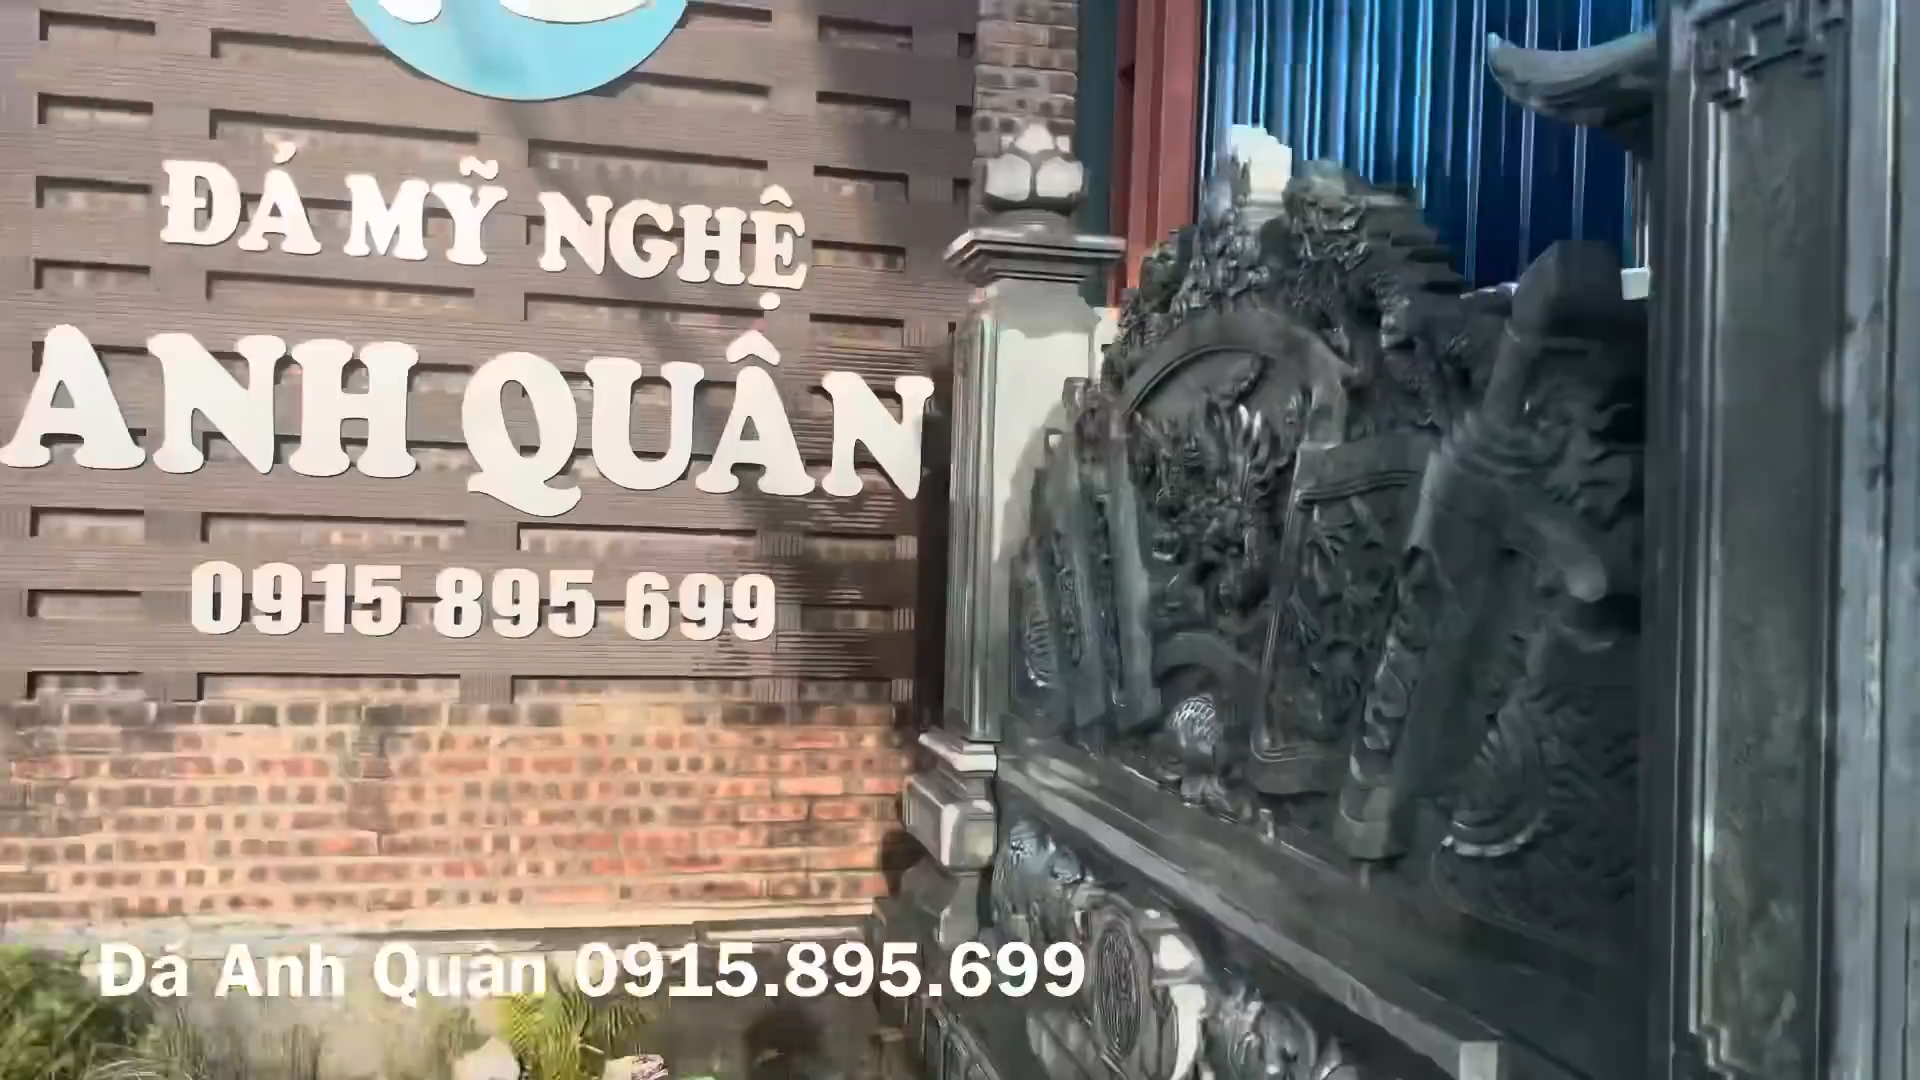 ĐÁ MỸ NGHỆ
ANH QUÂN
0915 895 699
Đá Anh Quân 0915.895.699